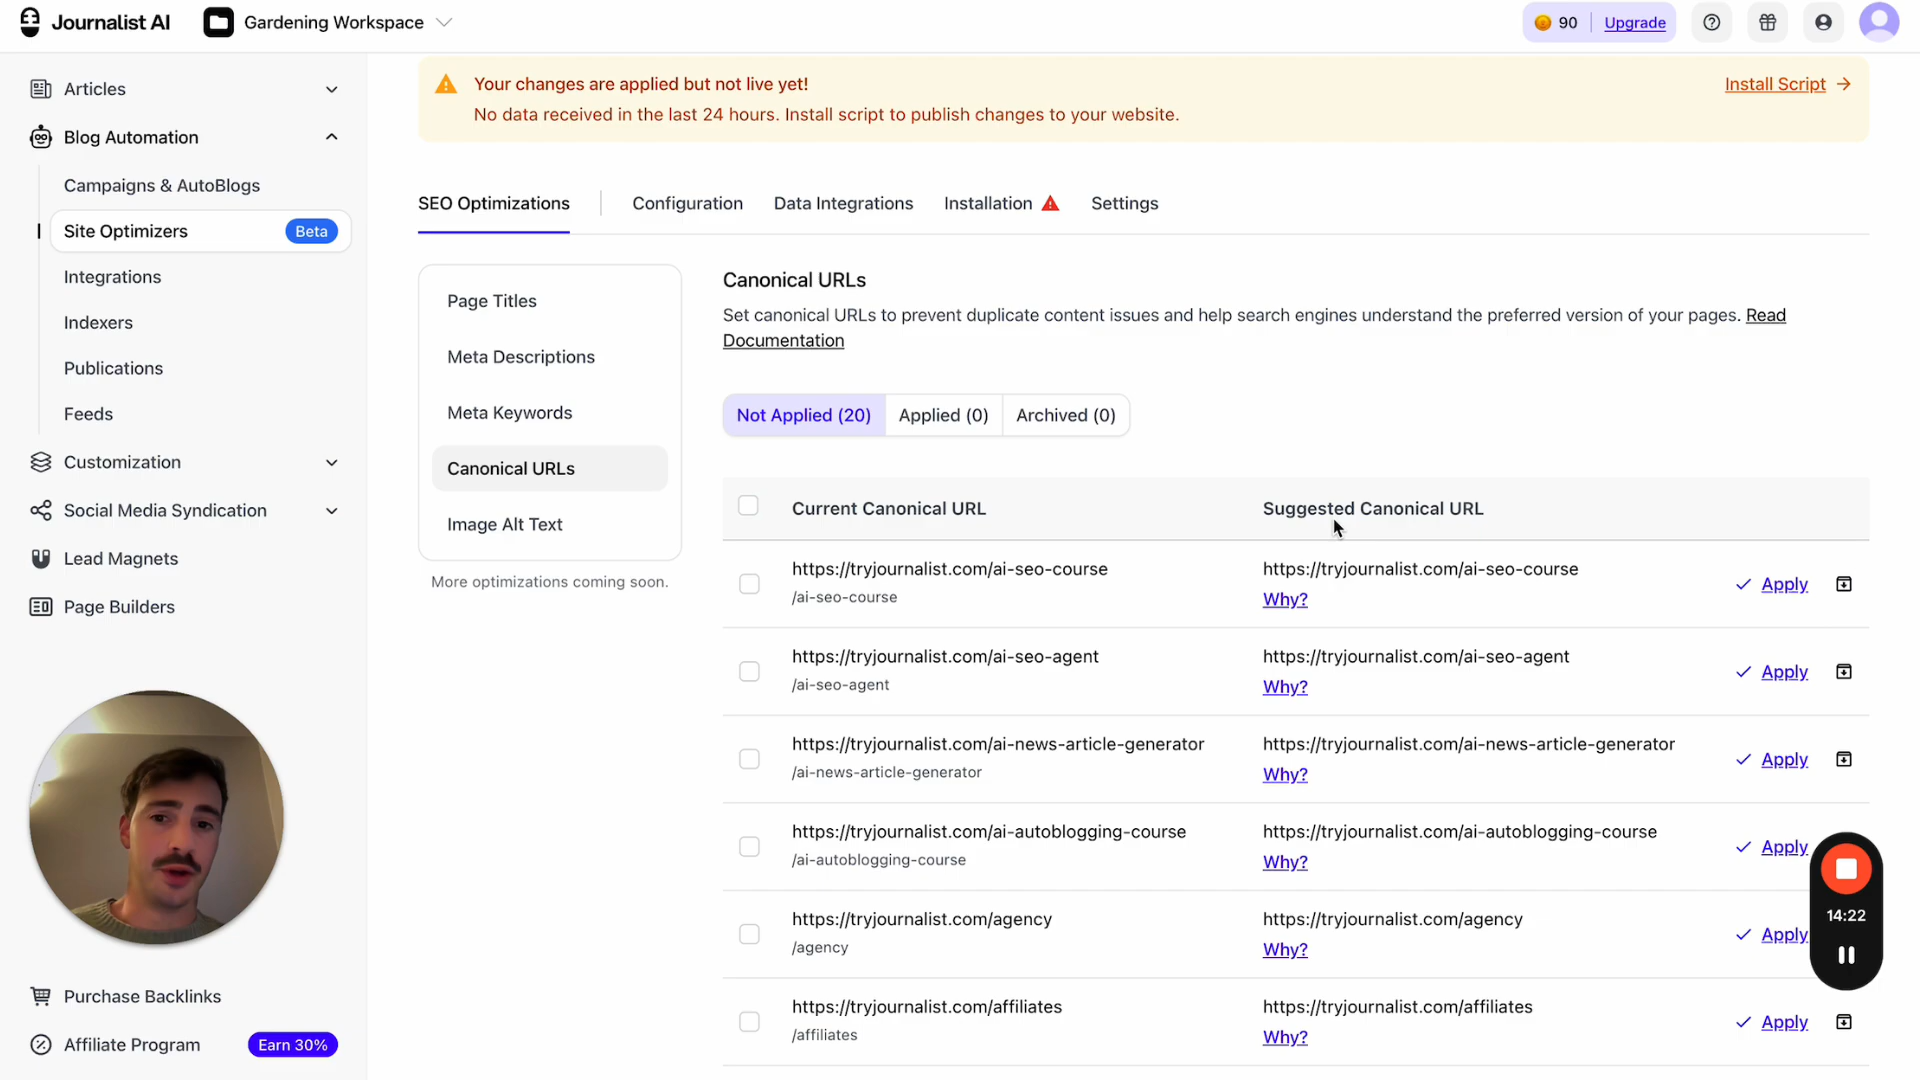 Journalist AI
Gardening Workspace
90
Upgrade
Articles
Blog Automation
Campaigns & AutoBlogs
Site Optimizers
Beta
Integrations
Indexers
Publications
Feeds
Customization
Social Media Syndication
Lead Magnets
Page Builders
Purchase Backlinks
Affiliate Program
Earn 30%
Your changes are applied but not live yet!
Install Script
No data received in the last 24 hours. Install script to publish changes to your website.
SEO Optimizations
Configuration
Data Integrations
Installation
Settings
Page Titles
Meta Descriptions
Meta Keywords
Canonical URLs
Image Alt Text
More optimizations coming soon.
Canonical URLs
Set canonical URLs to prevent duplicate content issues and help search engines understand the preferred version of your pages. Read
Documentation
Not Applied (20)
Applied (0)
Archived (0)
Current Canonical URL
Suggested Canonical URL
https://tryjournalist.com/ai-seo-course
/ai-seo-course
https://tryjournalist.com/ai-seo-course
Why?
Apply
https://tryjournalist.com/ai-seo-agent
/ai-seo-agent
https://tryjournalist.com/ai-seo-agent
Why?
Apply
https://tryjournalist.com/ai-news-article-generator
/ai-news-article-generator
https://tryjournalist.com/ai-news-article-generator
Why?
Apply
https://tryjournalist.com/ai-autoblogging-course
/ai-autoblogging-course
https://tryjournalist.com/ai-autoblogging-course
Why?
Apply
https://tryjournalist.com/agency
/agency
https://tryjournalist.com/agency
Why?
Apply
https://tryjournalist.com/affiliates
/affiliates
https://tryjournalist.com/affiliates
Why?
Apply
14:22